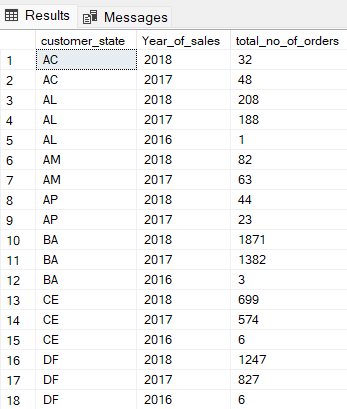 Results Messages
customer_state Year_of_sales total_no_of_orders
1 AC 2018 32
2 AC 2017 48
3 AL 2018 208
4 AL 2017 188
5 AL 2016 1
6 AM 2018 82
7 AM 2017 63
8 AP 2018 44
9 AP 2017 23
10 BA 2018 1871
11 BA 2017 1382
12 BA 2016 3
13 CE 2018 699
14 CE 2017 574
15 CE 2016 6
16 DF 2018 1247
17 DF 2017 827
18 DF 2016 6